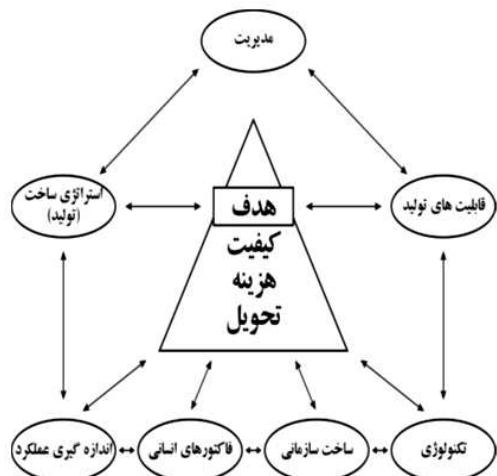 مدیریت
استراتژی ساخت
(تولید)
هدف
قابلیت های تولید
کیفیت
هزینه
تحویل
تکنولوژی
ساخت سازمانی
فاکتورهای انسانی
اندازه گیری عملکرد